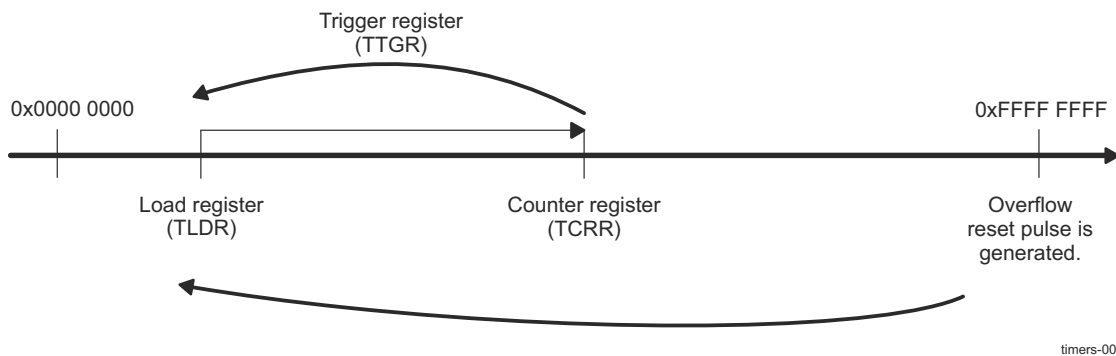 Trigger register
(TTGR)
0x0000 0000
0xFFFF FFFF
Load register
(TLDR)
Counter register
(TCRR)
Overflow
reset pulse is
generated.
timers-00